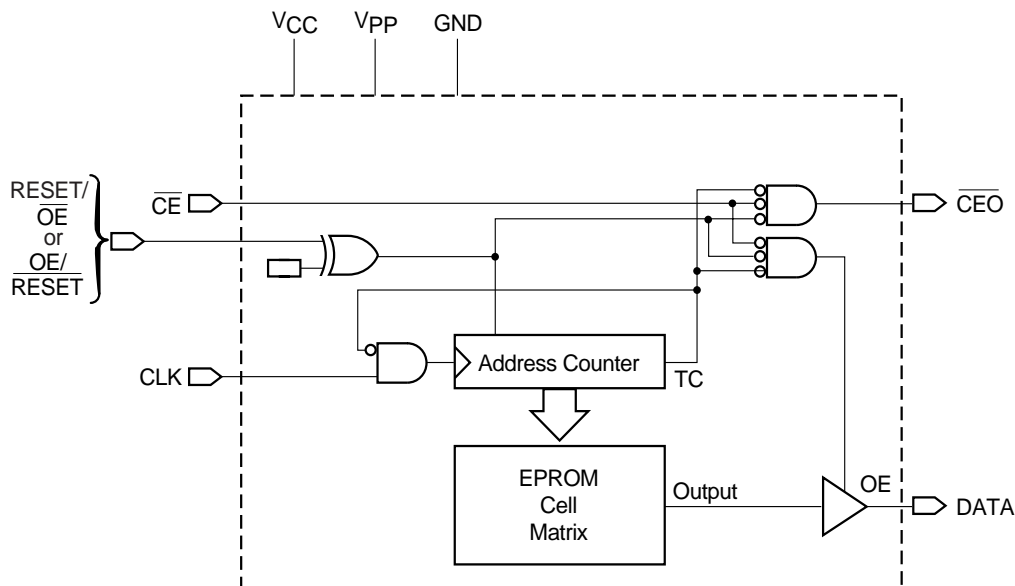 VCC VPP GND
RESET/
OE
or
OE/
RESET
CE
CEO
CLK
Address Counter
TC
EPROM
Cell
Matrix
Output
OE
DATA